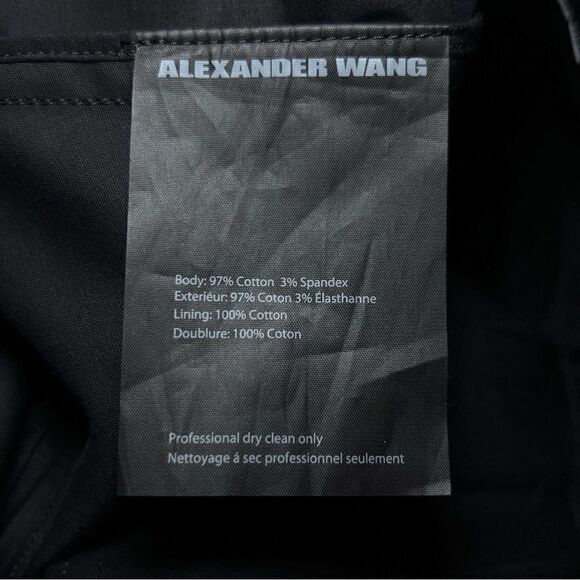 ALEXANDER WANG
Body: 97% Cotton 3% Spandex
Exteriéur: 97% Coton 3% Élasthanne
Lining: 100% Cotton
Doublure: 100% Coton
Professional dry clean only
Nettoyage á sec professionel seulement